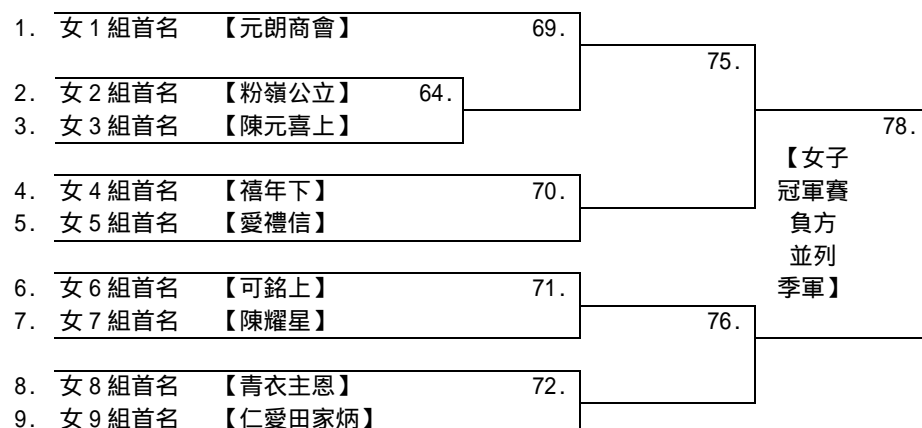 1. 女 1 組首名 【元朗商會】 69.
75.
2. 女 2 組首名 【粉嶺公立】 64.
3. 女 3 組首名 【陳元喜上】 78.
【女子
4. 女 4 組首名 【禧年下】 70. 冠軍賽
5. 女 5 組首名 【愛禮信】 負方
並列
6. 女 6 組首名 【可銘上】 71. 季軍】
7. 女 7 組首名 【陳耀星】 76.
8. 女 8 組首名 【青衣主恩】 72.
9. 女 9 組首名 【仁愛田家炳】